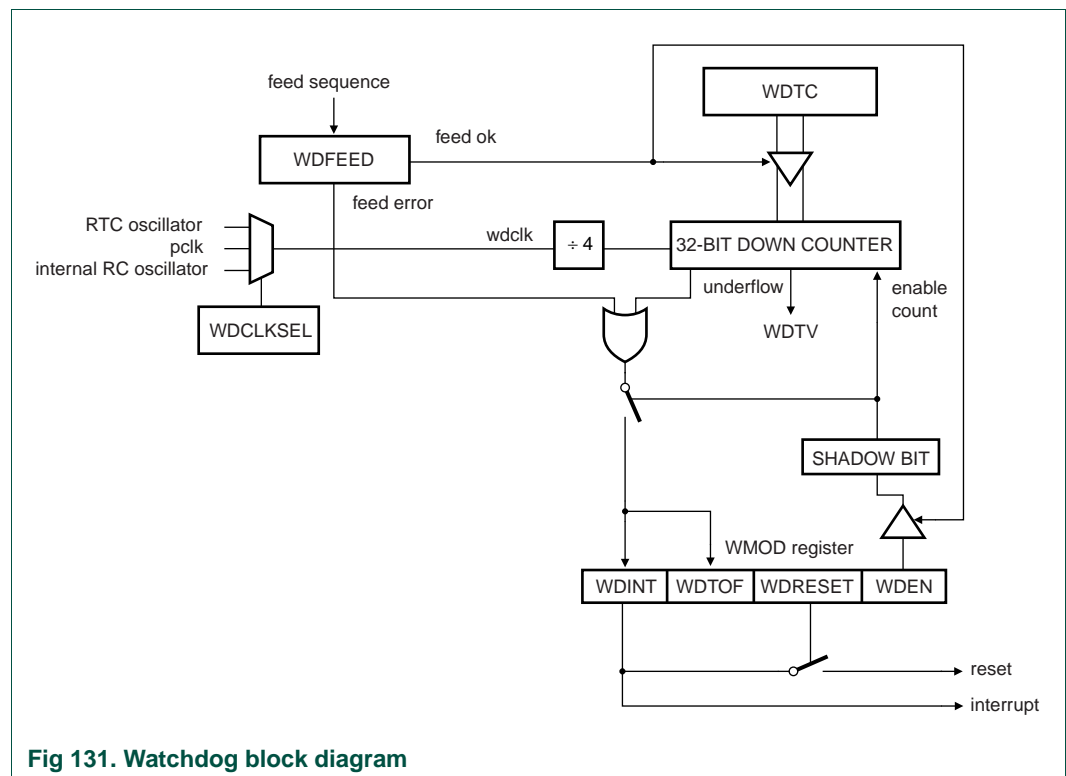 feed sequence
WDTC
feed ok
WDFEED
feed error
RTC oscillator
pclk
internal RC oscillator
wdclk
÷ 4
32-BIT DOWN COUNTER
underflow
enable
count
WDCLKSEL
WDTV
SHADOW BIT
WMOD register
WDINT
WDTOF
WDRESET
WDEN
reset
interrupt
Fig 131. Watchdog block diagram